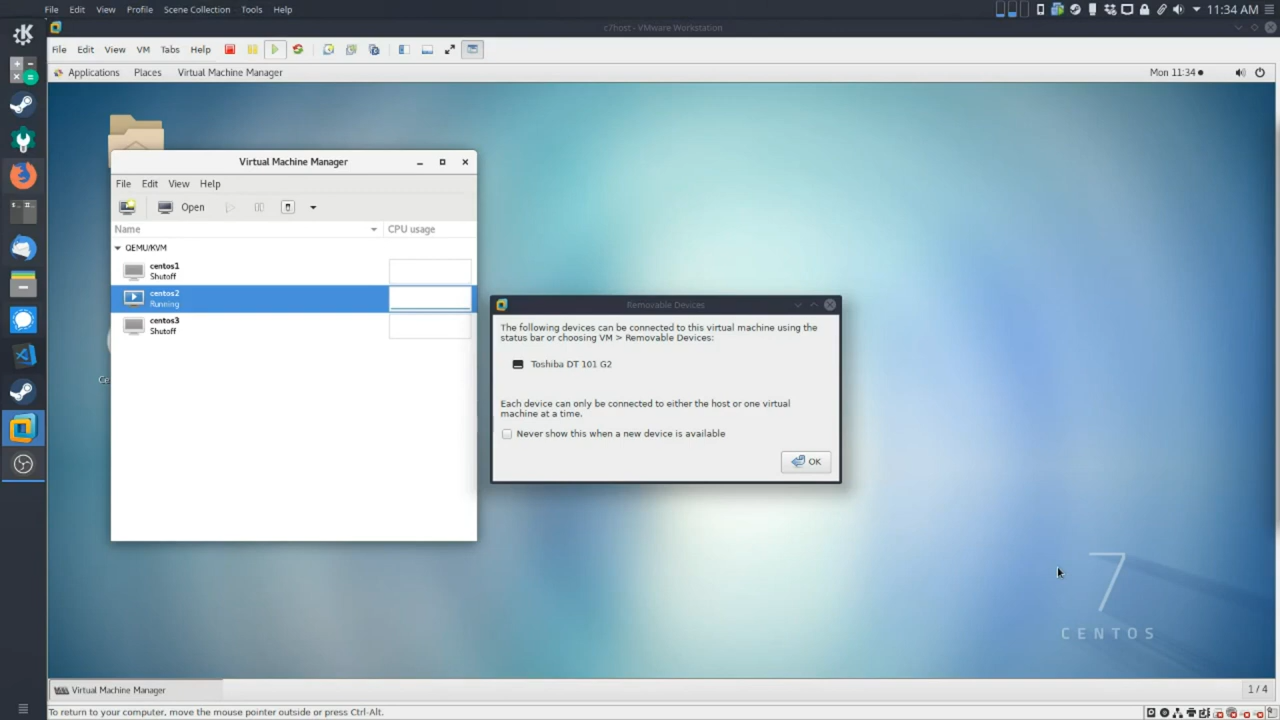 File Edit View Profile Scene Collection Tools Help
11:34 AM
c7host - VMware Workstation
File Edit View VM Tabs Help
Applications Places Virtual Machine Manager
Mon 11:34
Virtual Machine Manager
File Edit View Help
Open
Name CPU usage
QEMU/KVM
centos1
Shutoff
centos2
Running
centos3
Shutoff
Removable Devices
The following devices can be connected to this virtual machine using the
status bar or choosing VM > Removable Devices:
Toshiba DT 101 G2
Each device can only be connected to either the host or one virtual
machine at a time.
Never show this when a new device is available
OK
Ce
7
CENTOS
Virtual Machine Manager
1 / 4
To return to your computer, move the mouse pointer outside or press Ctrl-Alt.